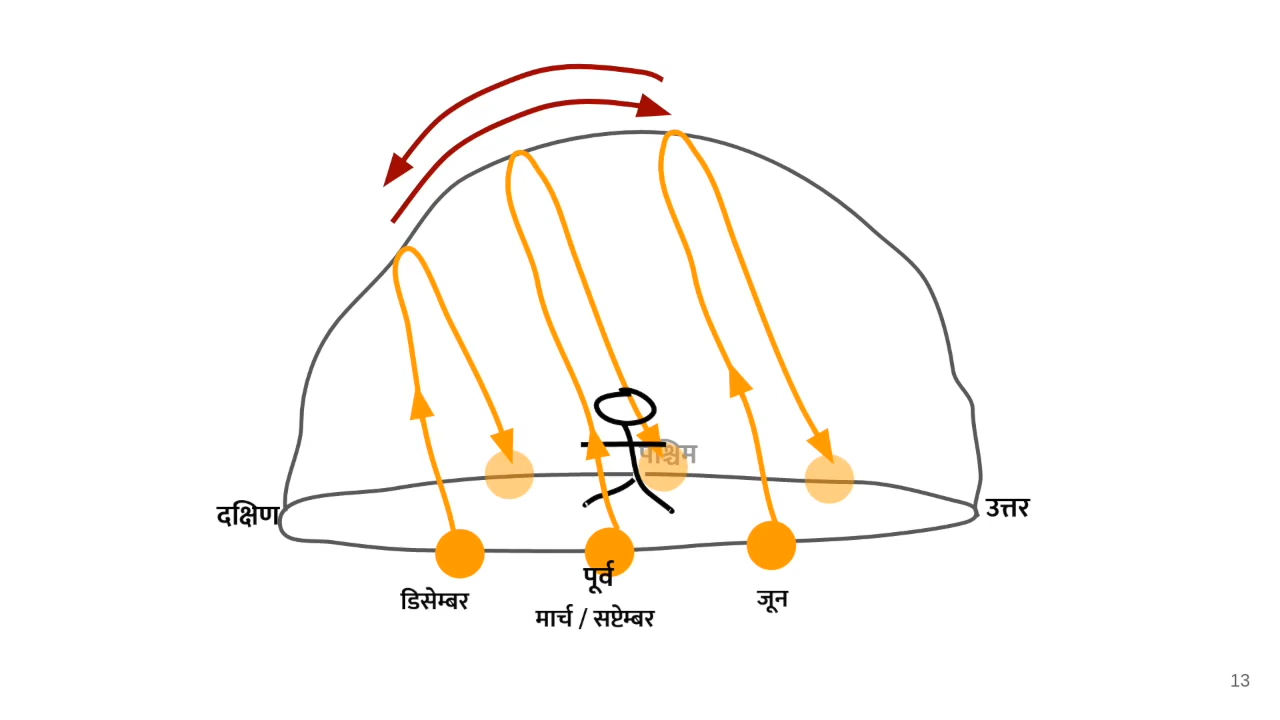 पश्चिम
दक्षिण
उत्तर
पूर्व
डिसेम्बर
मार्च / सप्टेम्बर
जून
13